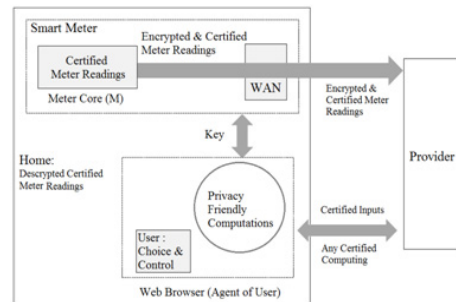 Smart Meter
Encrypted & Certified
Meter Readings
Certified
Meter Readings
Meter Core (M)
WAN
Encrypted &
Certified Meter
Readings
Provider
Key
Home:
Descrypted Certified
Meter Readings
Privacy
Friendly
Computations
User :
Choice &
Control
Certified Inputs
Any Certified
Computing
Web Browser (Agent of User)